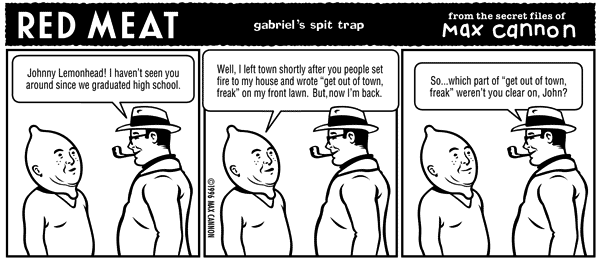 RED MEAT
gabriel's spit trap
from the secret files of
Max Cannon
Johnny Lemonhead! I haven't seen you
around since we graduated high school.
Well, I left town shortly after you people set
fire to my house and wrote "get out of town,
freak" on my front lawn. But, now I'm back.
©1996 MAX CANNON
So...which part of "get out of town,
freak" weren't you clear on, John?